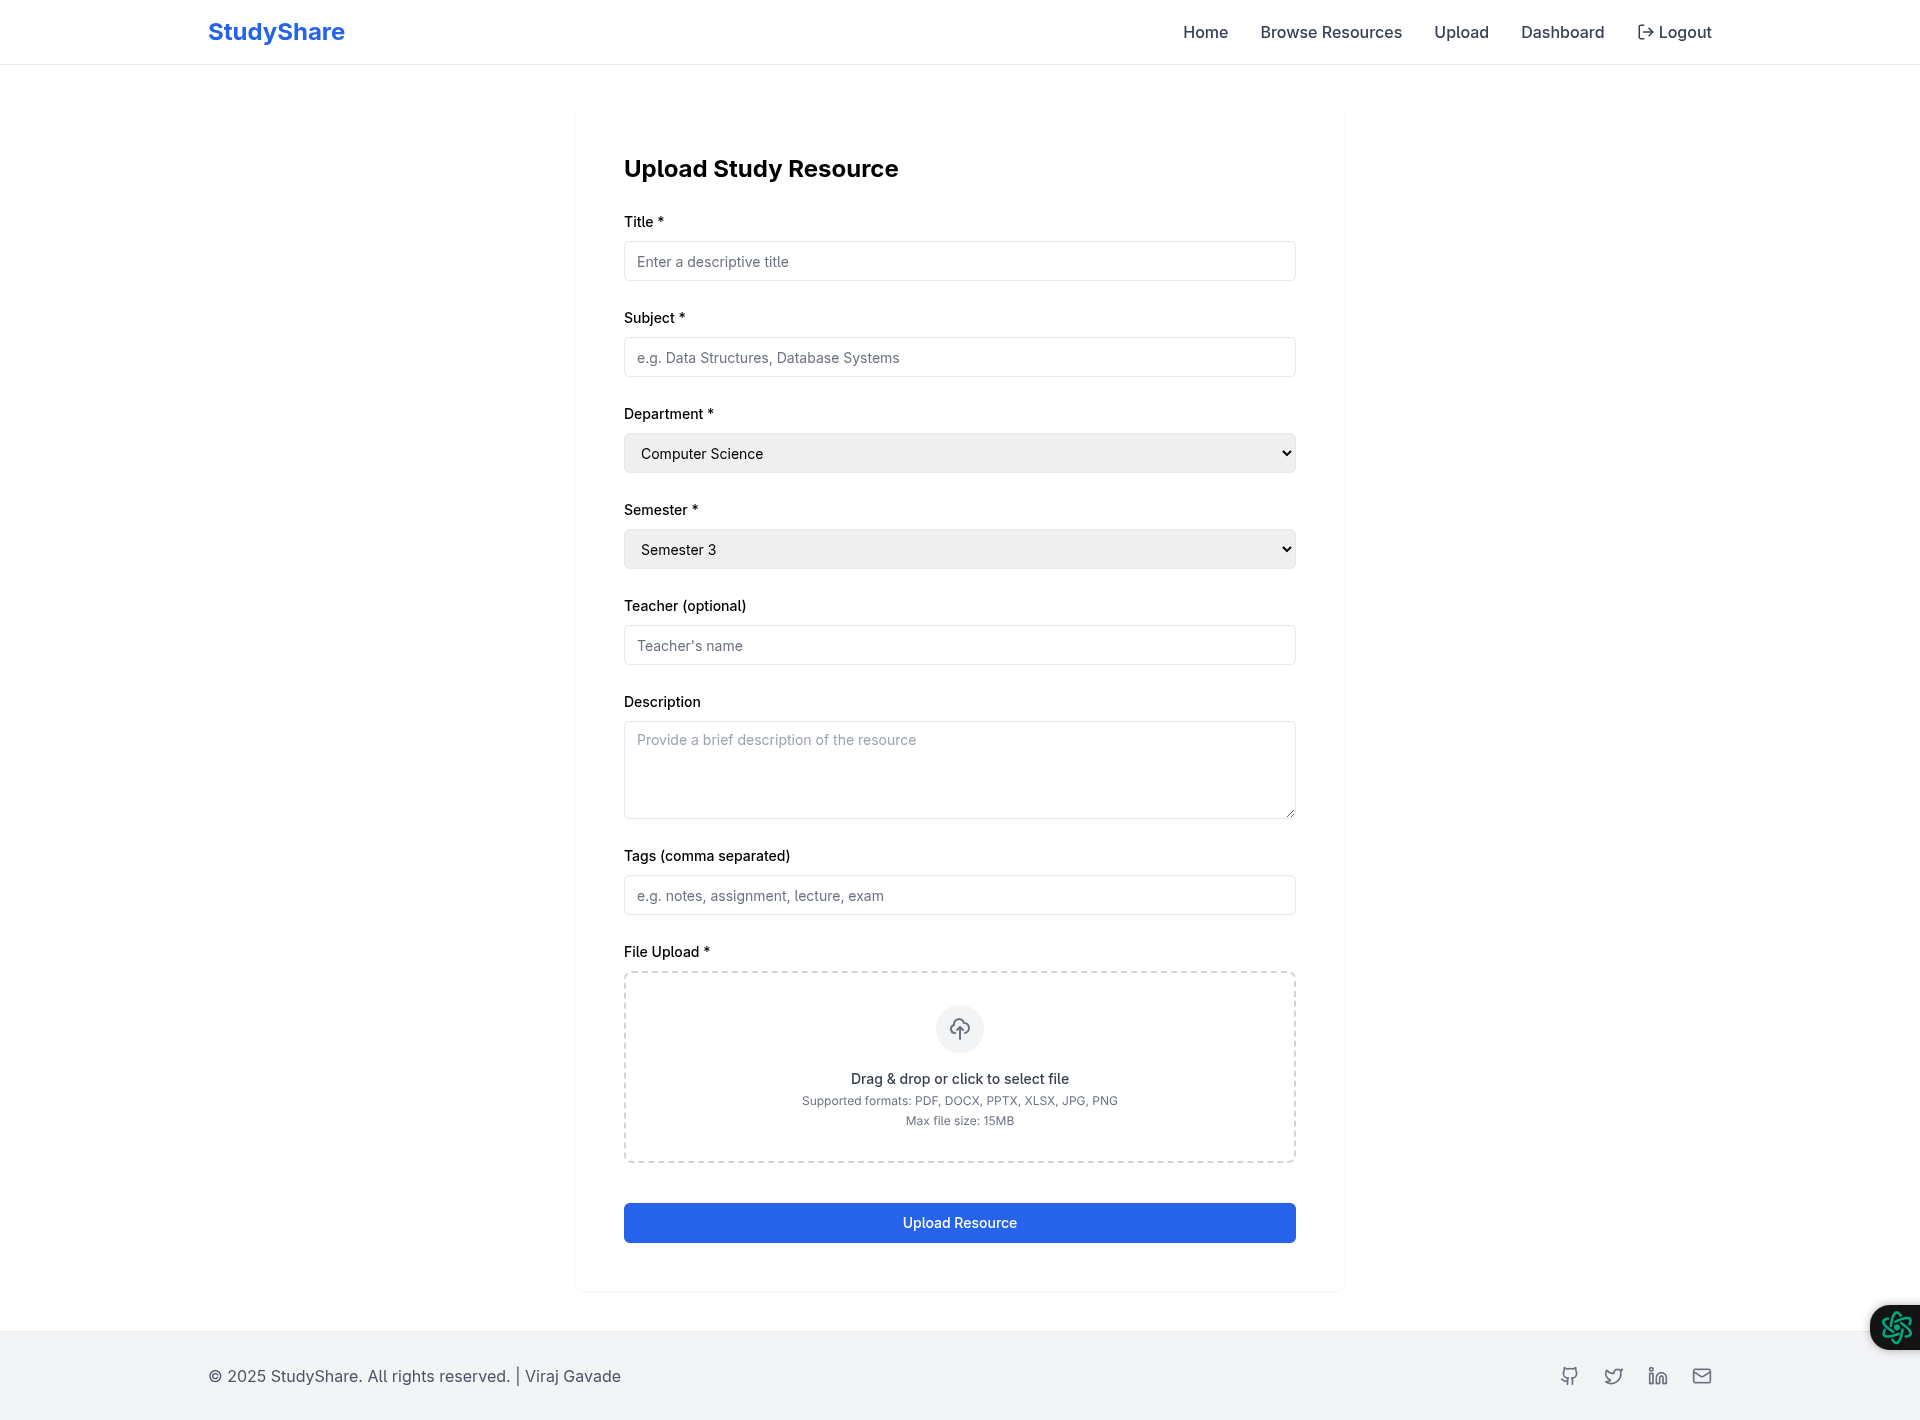 StudyShare
Home Browse Resources Upload Dashboard Logout
Upload Study Resource
Title *
Enter a descriptive title
Subject *
e.g. Data Structures, Database Systems
Department *
Computer Science
Semester *
Semester 3
Teacher (optional)
Teacher's name
Description
Provide a brief description of the resource
Tags (comma separated)
e.g. notes, assignment, lecture, exam
File Upload *
Drag & drop or click to select file
Supported formats: PDF, DOCX, PPTX, XLSX, JPG, PNG
Max file size: 15MB
Upload Resource
© 2025 StudyShare. All rights reserved. | Viraj Gavade